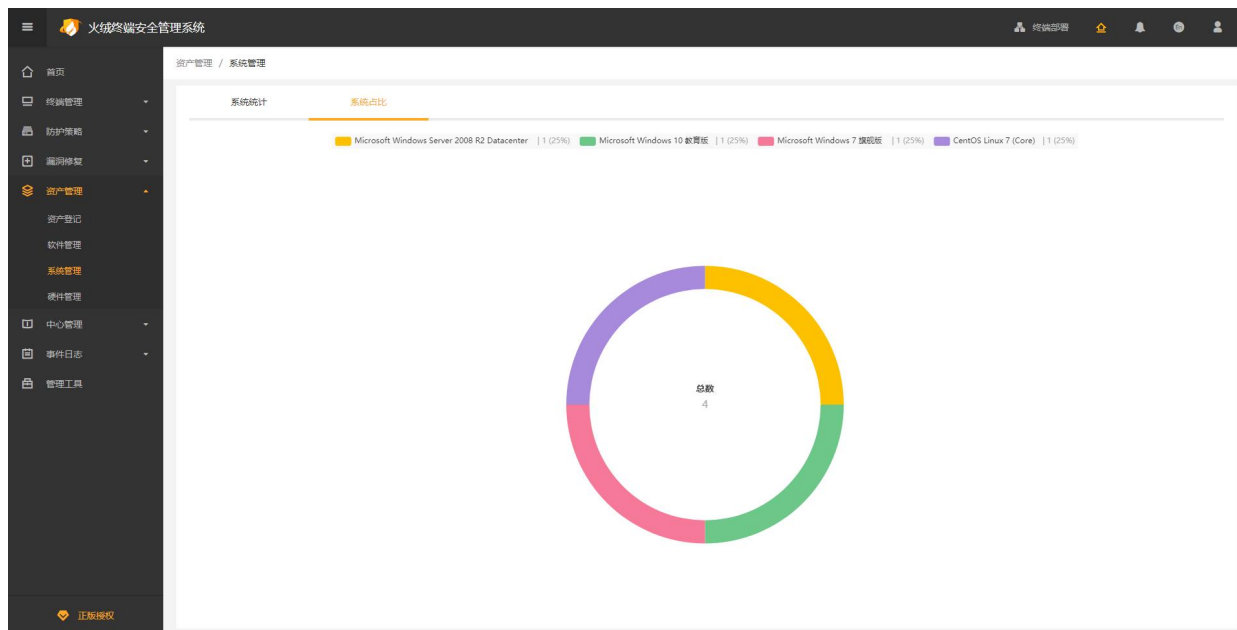 火绒终端安全管理系统
终端部署
首页
终端管理
防护策略
漏洞修复
资产管理
资产登记
软件管理
系统管理
硬件管理
中心管理
事件日志
管理工具
正版授权
资产管理 / 系统管理
系统统计 系统占比
Microsoft Windows Server 2008 R2 Datacenter | 1 (25%) Microsoft Windows 10 教育版 | 1 (25%) Microsoft Windows 7 旗舰版 | 1 (25%) CentOS Linux 7 (Core) | 1 (25%)
总数
4